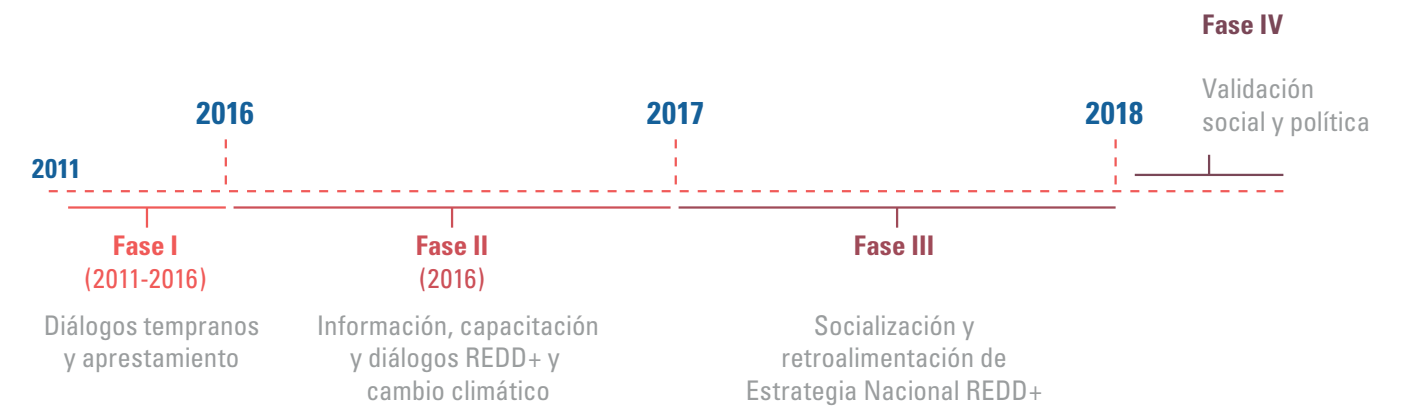 2011
2016
2017
2018
Fase I
(2011-2016)
Diálogos tempranos
y aprestamiento
Fase II
(2016)
Información, capacitación
y diálogos REDD+ y
cambio climático
Fase III
Socialización y
retroalimentación de
Estrategia Nacional REDD+
Fase IV
Validación
social y política